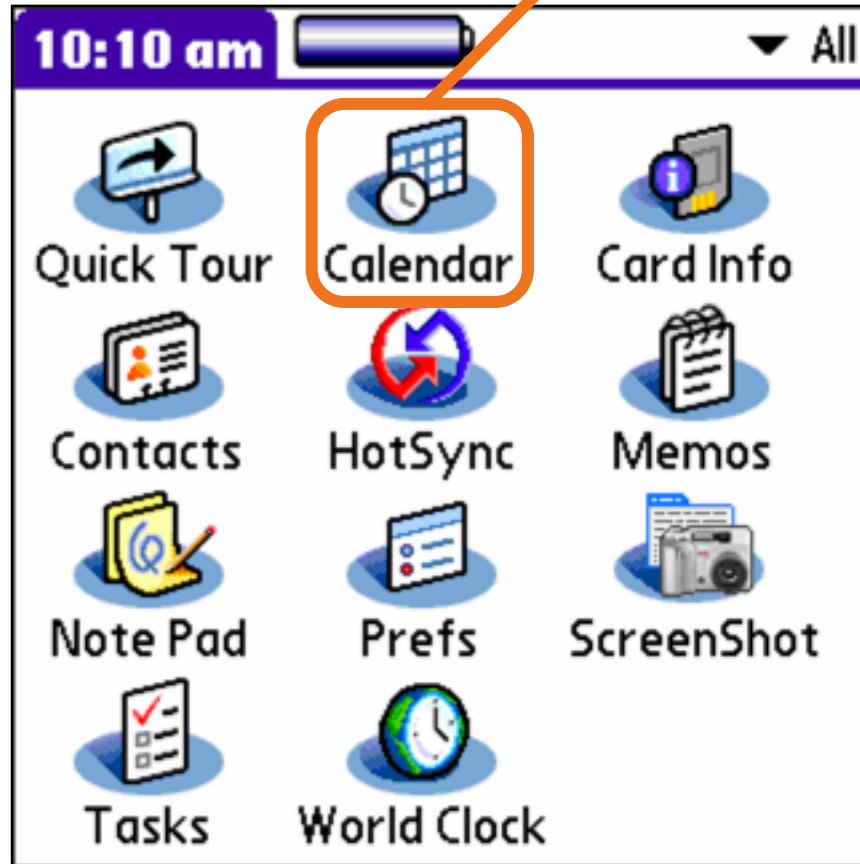 10:10 am All
Quick Tour Calendar Card Info
Contacts HotSync Memos
Note Pad Prefs ScreenShot
Tasks World Clock